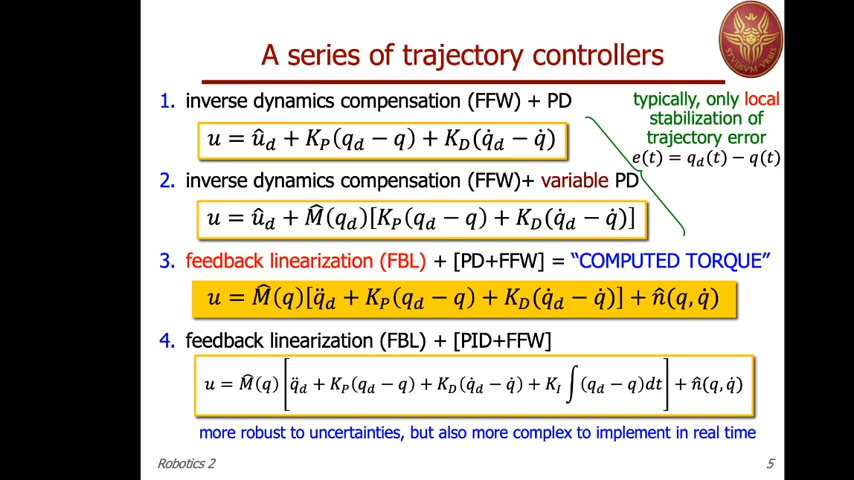 A series of trajectory controllers
STVDIVM VRBIS
1. inverse dynamics compensation (FFW) + PD
u = û_d + K_P(q_d − q) + K_D(q̇_d − q̇)
typically, only local
stabilization of
trajectory error
e(t) = q_d(t) − q(t)
2. inverse dynamics compensation (FFW)+ variable PD
u = û_d + M̂(q_d)[K_P(q_d − q) + K_D(q̇_d − q̇)]
3. feedback linearization (FBL) + [PD+FFW] = “COMPUTED TORQUE”
u = M̂(q)[q̈_d + K_P(q_d − q) + K_D(q̇_d − q̇)] + n̂(q, q̇)
4. feedback linearization (FBL) + [PID+FFW]
u = M̂(q) [q̈_d + K_P(q_d − q) + K_D(q̇_d − q̇) + K_I ∫(q_d − q)dt] + n̂(q, q̇)
more robust to uncertainties, but also more complex to implement in real time
Robotics 2
5